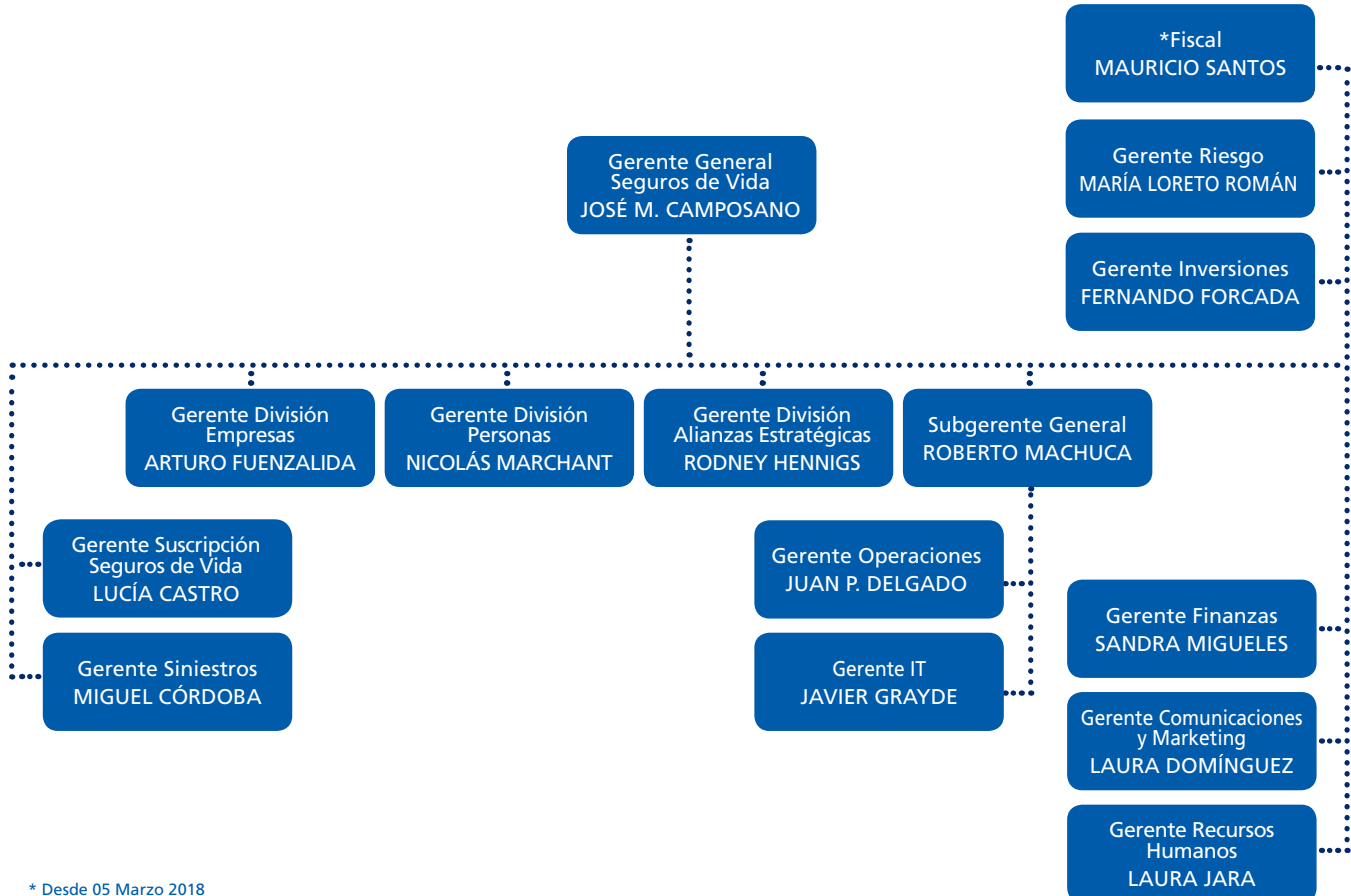 *Fiscal
MAURICIO SANTOS
Gerente Riesgo
MARÍA LORETO ROMÁN
Gerente Inversiones
FERNANDO FORCADA
Gerente General
Seguros de Vida
JOSÉ M. CAMPOSANO
Gerente División
Empresas
ARTURO FUENZALIDA
Gerente División
Personas
NICOLÁS MARCHANT
Gerente División
Alianzas Estratégicas
RODNEY HENNIGS
Subgerente General
ROBERTO MACHUCA
Gerente Suscripción
Seguros de Vida
LUCÍA CASTRO
Gerente Siniestros
MIGUEL CÓRDOBA
Gerente Operaciones
JUAN P. DELGADO
Gerente IT
JAVIER GRAYDE
Gerente Finanzas
SANDRA MIGUELES
Gerente Comunicaciones
y Marketing
LAURA DOMÍNGUEZ
Gerente Recursos
Humanos
LAURA JARA
* Desde 05 Marzo 2018